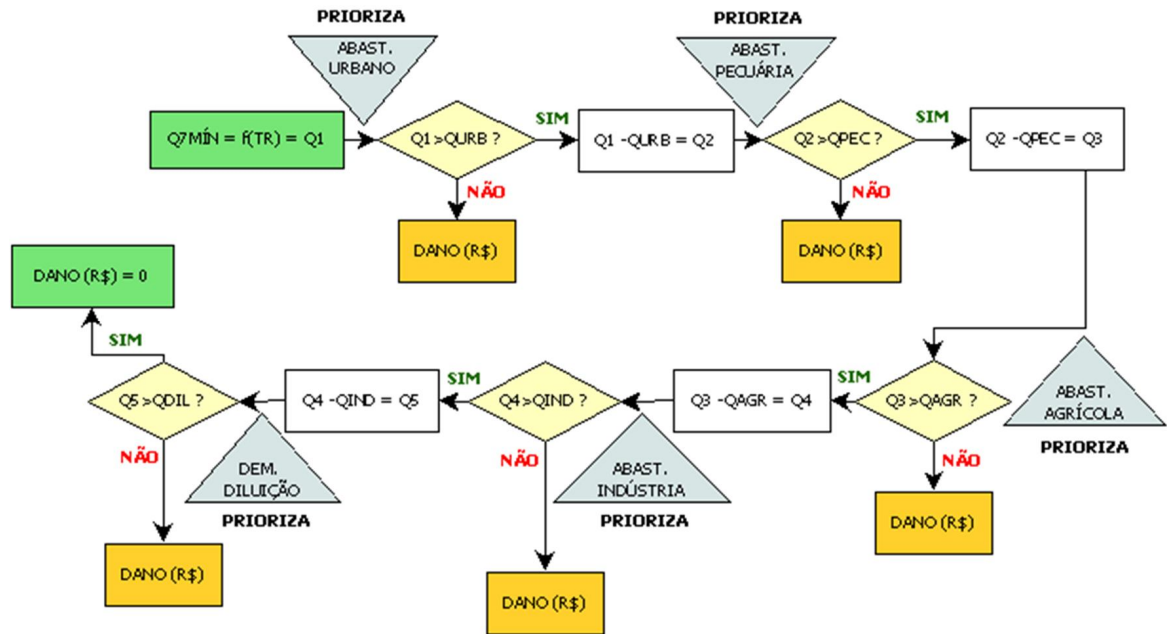 PRIORIZA
ABAST.
URBANO
Q7MÍN = f(TR) = Q1
Q1>QURB ?
SIM
NÃO
DANO (R$)
Q1 -QURB = Q2
PRIORIZA
ABAST.
PECUÁRIA
Q2>QPEC ?
SIM
NÃO
DANO (R$)
Q2 -QPEC = Q3
Q3>QAGR ?
ABAST.
AGRÍCOLA
PRIORIZA
NÃO
DANO (R$)
SIM
Q3 -QAGR = Q4
Q4>QIND ?
ABAST.
INDÚSTRIA
PRIORIZA
NÃO
DANO (R$)
SIM
Q4 -QIND = Q5
Q5>QDIL ?
DEM.
DILUIÇÃO
PRIORIZA
NÃO
DANO (R$)
SIM
DANO (R$) = 0